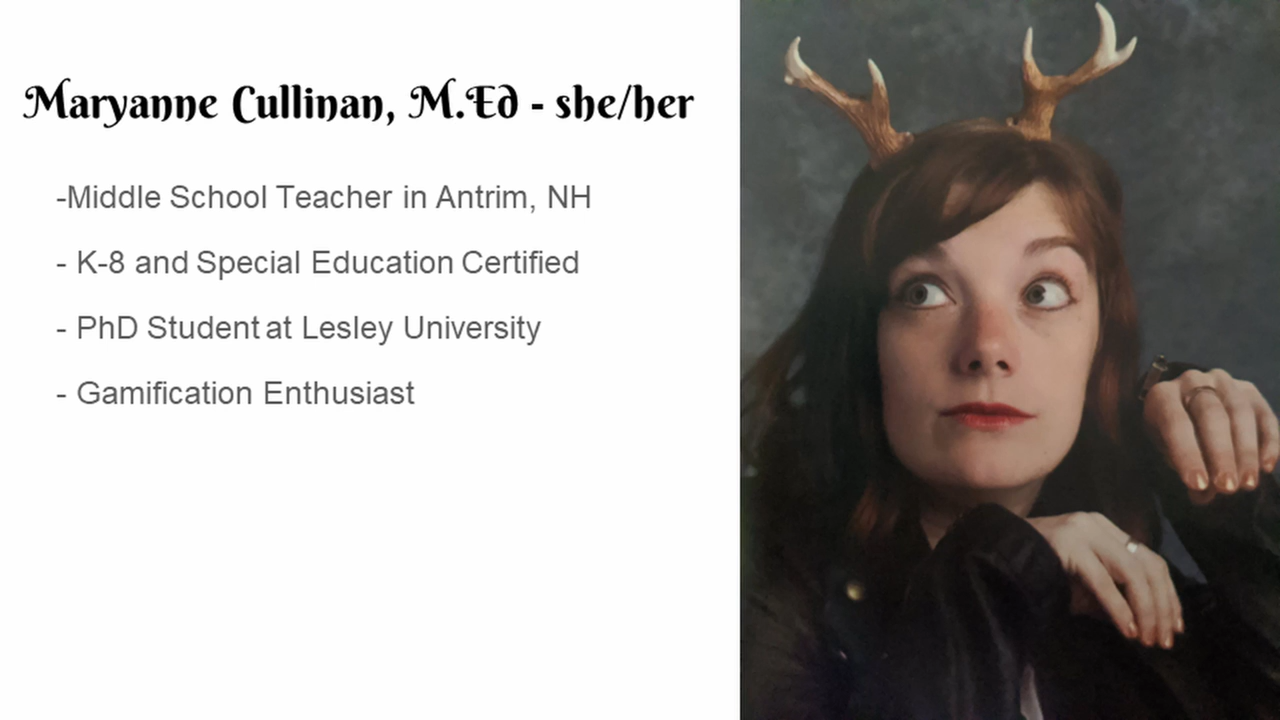 Maryanne Cullinan, M.Ed - she/her
-Middle School Teacher in Antrim, NH
- K-8 and Special Education Certified
- PhD Student at Lesley University
- Gamification Enthusiast